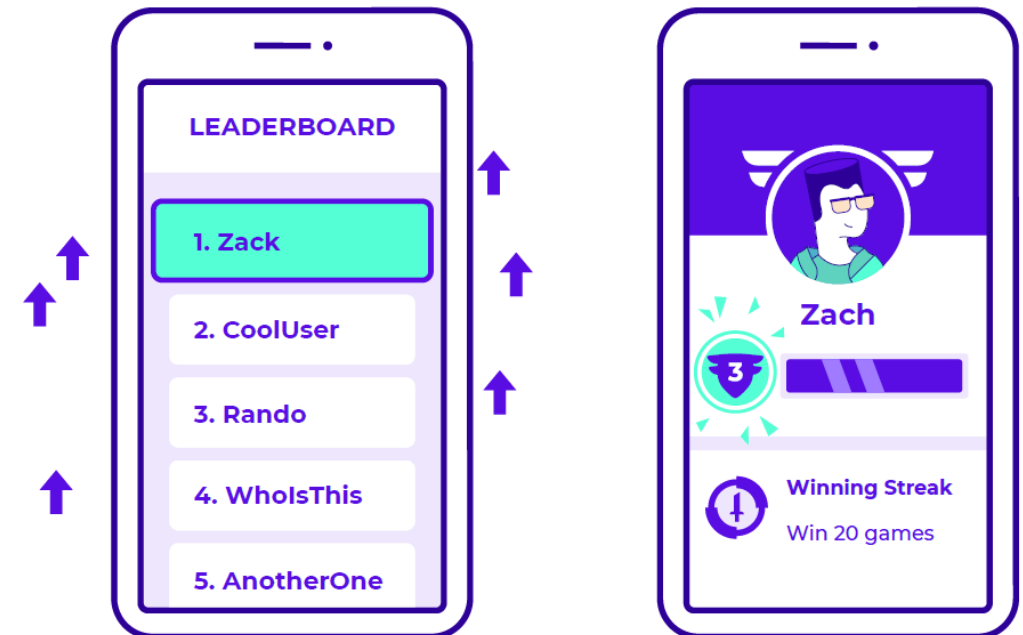 LEADERBOARD
1. Zack
2. CoolUser
3. Rando
4. WhoIsThis
5. AnotherOne
Zach
3
Winning Streak
Win 20 games